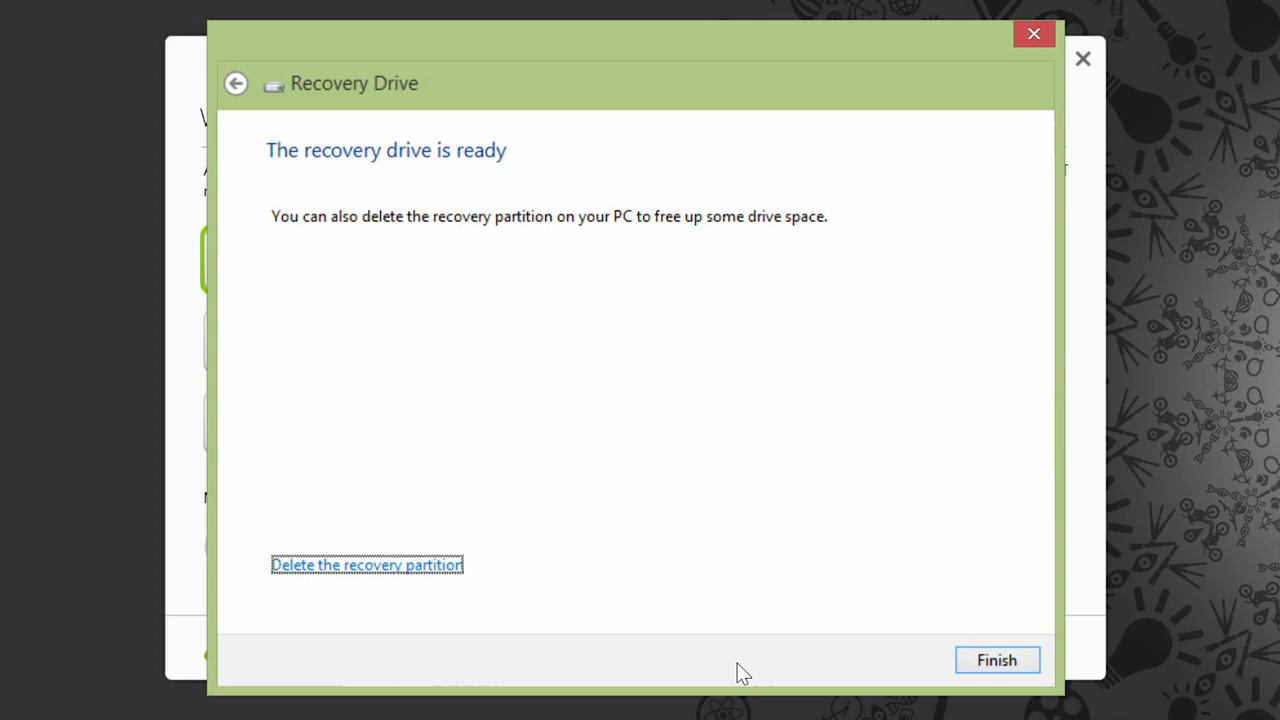 Recovery Drive
The recovery drive is ready
You can also delete the recovery partition on your PC to free up some drive space.
Delete the recovery partition
Finish